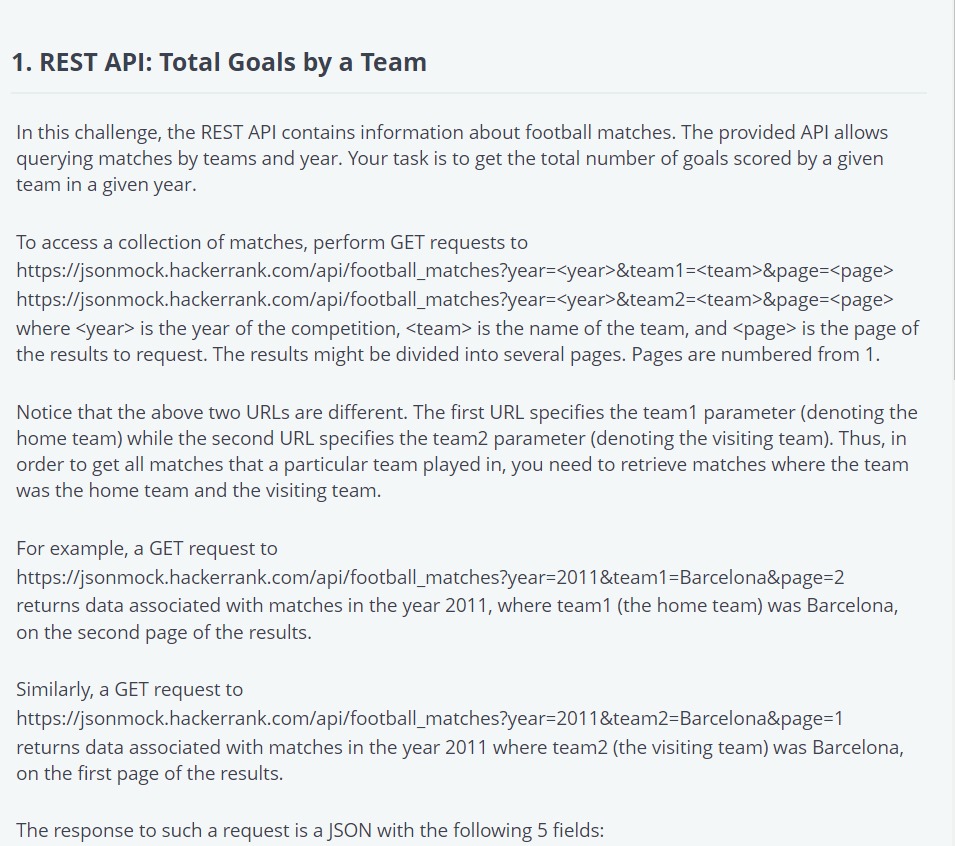 1. REST API: Total Goals by a Team
In this challenge, the REST API contains information about football matches. The provided API allows
querying matches by teams and year. Your task is to get the total number of goals scored by a given
team in a given year.
To access a collection of matches, perform GET requests to
https://jsonmock.hackerrank.com/api/football_matches?year=<year>&team1=<team>&page=<page>
https://jsonmock.hackerrank.com/api/football_matches?year=<year>&team2=<team>&page=<page>
where <year> is the year of the competition, <team> is the name of the team, and <page> is the page of
the results to request. The results might be divided into several pages. Pages are numbered from 1.
Notice that the above two URLs are different. The first URL specifies the team1 parameter (denoting the
home team) while the second URL specifies the team2 parameter (denoting the visiting team). Thus, in
order to get all matches that a particular team played in, you need to retrieve matches where the team
was the home team and the visiting team.
For example, a GET request to
https://jsonmock.hackerrank.com/api/football_matches?year=2011&team1=Barcelona&page=2
returns data associated with matches in the year 2011, where team1 (the home team) was Barcelona,
on the second page of the results.
Similarly, a GET request to
https://jsonmock.hackerrank.com/api/football_matches?year=2011&team2=Barcelona&page=1
returns data associated with matches in the year 2011 where team2 (the visiting team) was Barcelona,
on the first page of the results.
The response to such a request is a JSON with the following 5 fields: